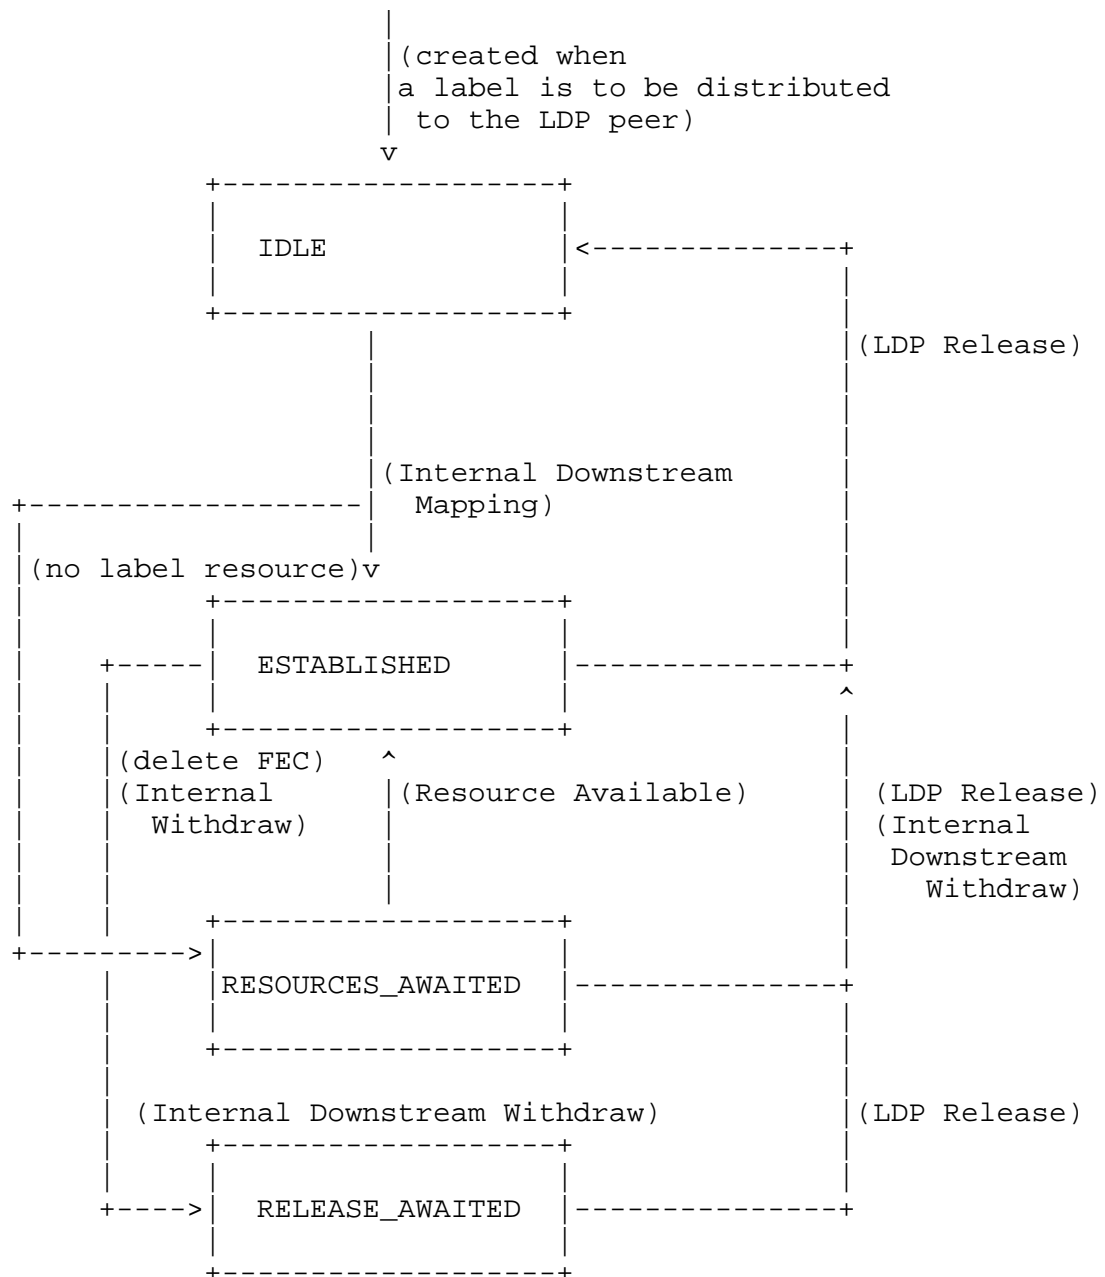 (created when
a label is to be distributed
to the LDP peer)
v
IDLE
(LDP Release)
(Internal Downstream
Mapping)
(no label resource)v
ESTABLISHED
(delete FEC)
(Internal
Withdraw)
(Resource Available)
(LDP Release)
(Internal
Downstream
Withdraw)
RESOURCES_AWAITED
(Internal Downstream Withdraw)
(LDP Release)
RELEASE_AWAITED